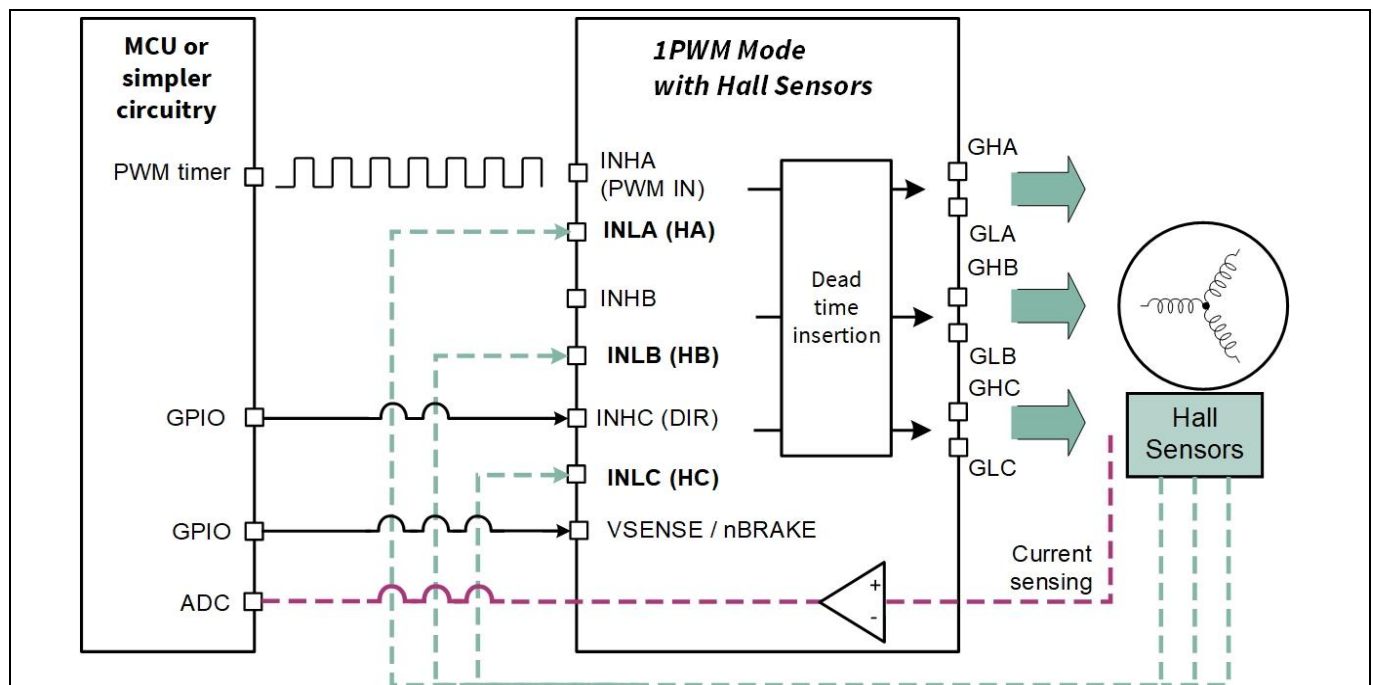 MCU or
simpler
circuitry
1PWM Mode
with Hall Sensors
PWM timer
INHA
(PWM IN)
INLA (HA)
INHB
INLB (HB)
GPIO
INHC (DIR)
INLC (HC)
GPIO
VSENSE / nBRAKE
ADC
Dead
time
insertion
+
-
GHA
GLA
GHB
GLB
GHC
GLC
Hall
Sensors
Current
sensing